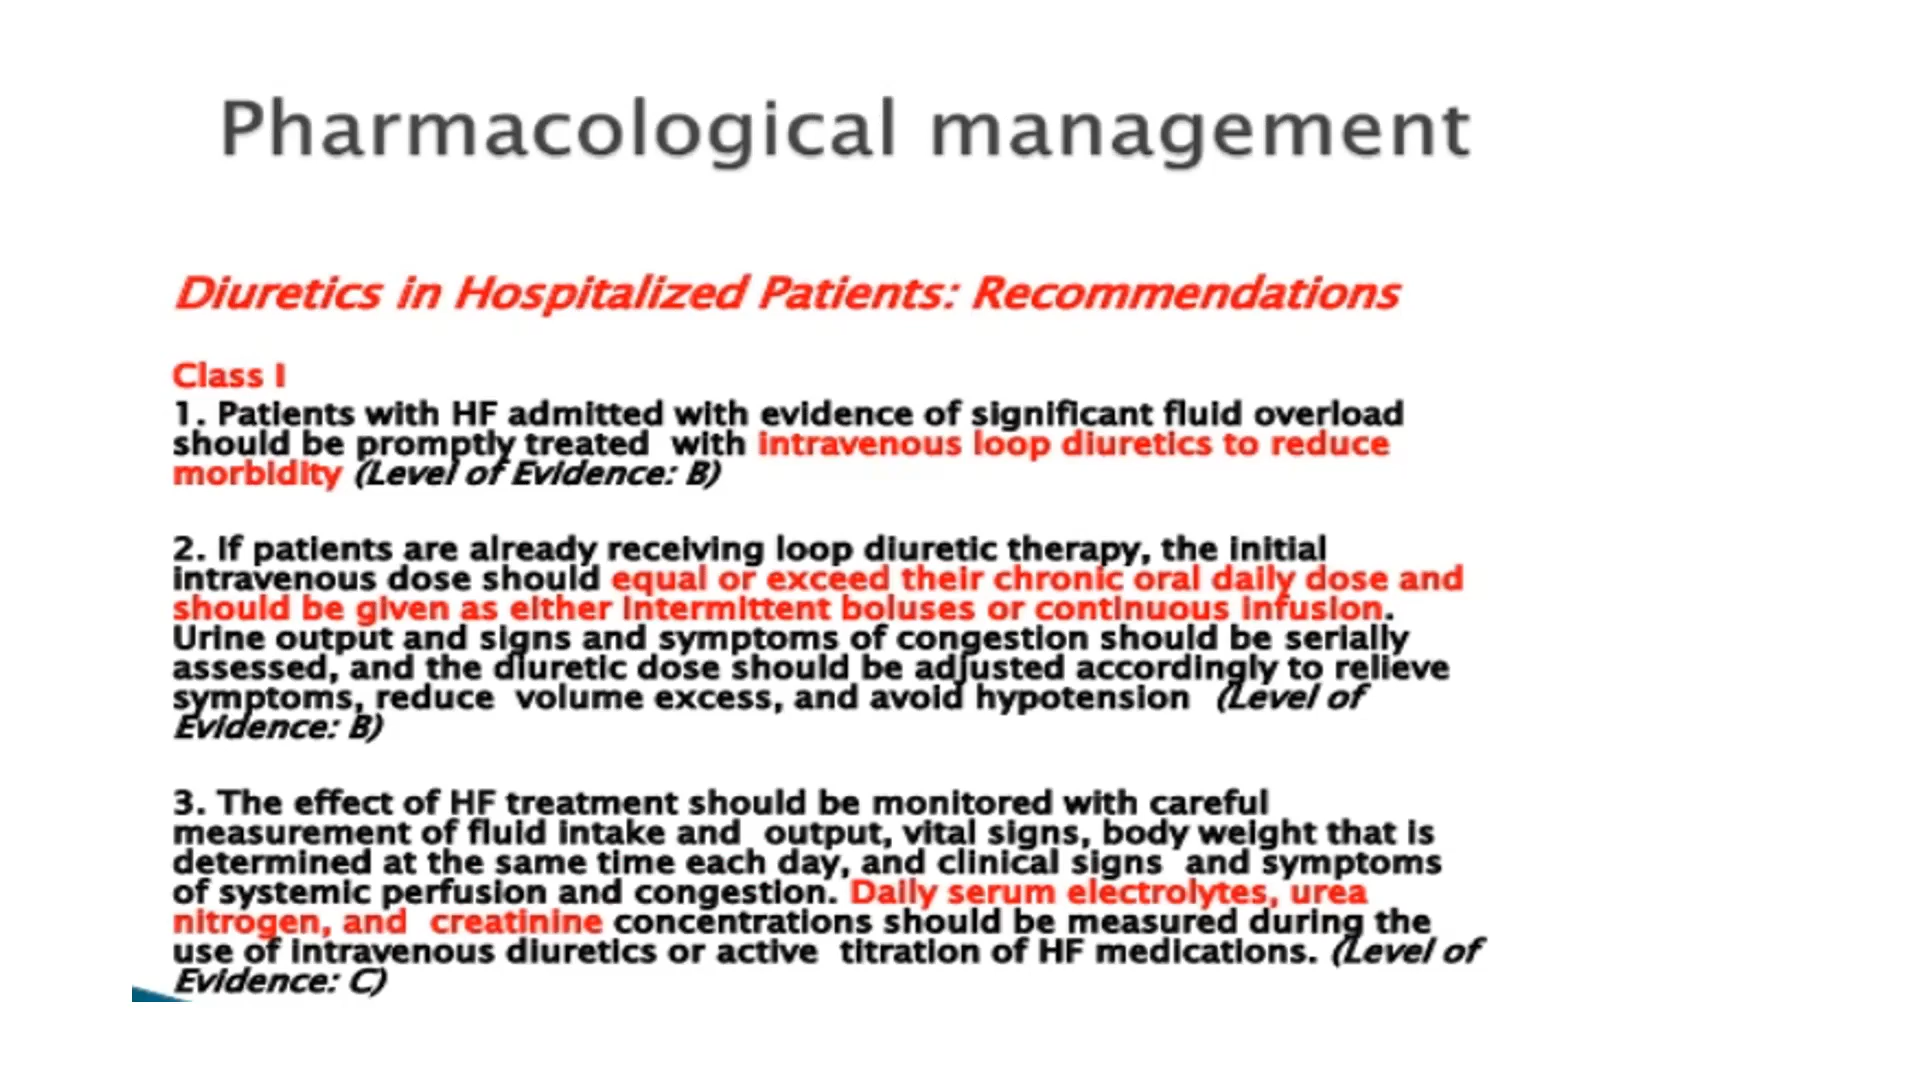 Pharmacological management
Diuretics in Hospitalized Patients: Recommendations
Class I
1. Patients with HF admitted with evidence of significant fluid overload
should be promptly treated with intravenous loop diuretics to reduce
morbidity (Level of Evidence: B)
2. If patients are already receiving loop diuretic therapy, the initial
intravenous dose should equal or exceed their chronic oral daily dose and
should be given as either intermittent boluses or continuous infusion.
Urine output and signs and symptoms of congestion should be serially
assessed, and the diuretic dose should be adjusted accordingly to relieve
symptoms, reduce volume excess, and avoid hypotension (Level of
Evidence: B)
3. The effect of HF treatment should be monitored with careful
measurement of fluid intake and output, vital signs, body weight that is
determined at the same time each day, and clinical signs and symptoms
of systemic perfusion and congestion. Daily serum electrolytes, urea
nitrogen, and creatinine concentrations should be measured during the
use of intravenous diuretics or active titration of HF medications. (Level of
Evidence: C)